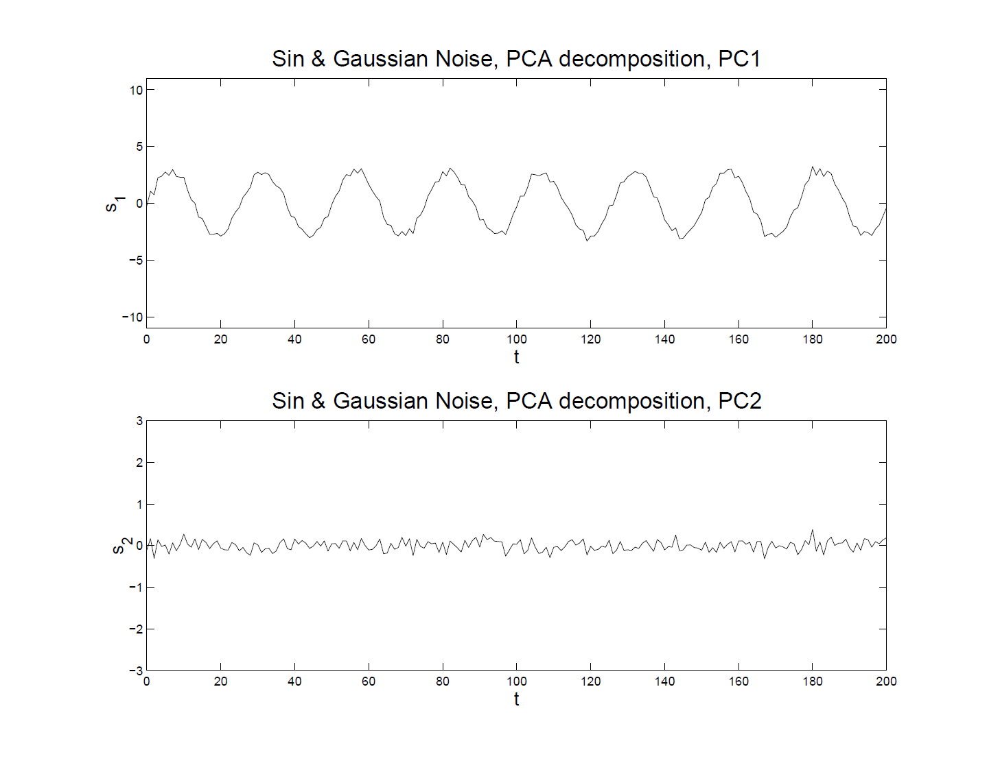 Sin & Gaussian Noise, PCA decomposition, PC1
10
5
0
−5
−10
s1
0 20 40 60 80 100 120 140 160 180 200
t
Sin & Gaussian Noise, PCA decomposition, PC2
3
2
1
0
−1
−2
−3
s2
0 20 40 60 80 100 120 140 160 180 200
t